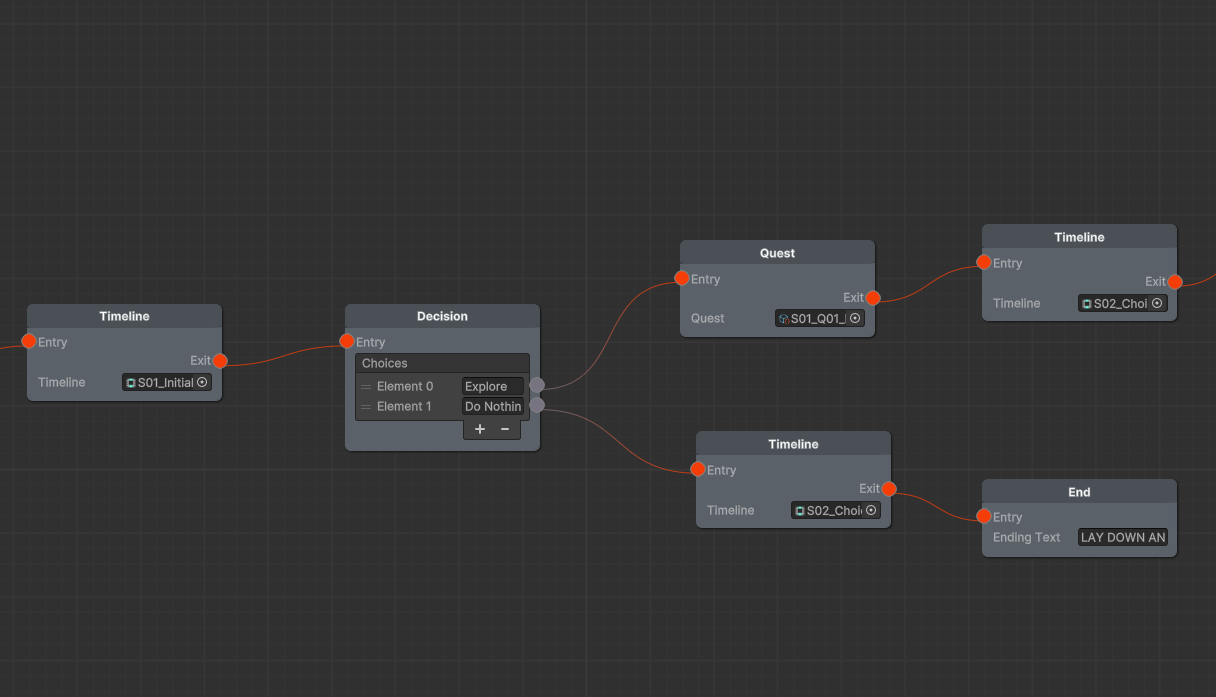 Timeline
Entry
Exit
Timeline S01_Initial
Decision
Entry
Choices
Element 0 Explore
Element 1 Do Nothin
+ −
Quest
Entry
Exit
Quest S01_Q01_
Timeline
Entry
Exit
Timeline S02_Choi
Timeline
Entry
Exit
Timeline S02_Choi
End
Entry
Ending Text LAY DOWN AN